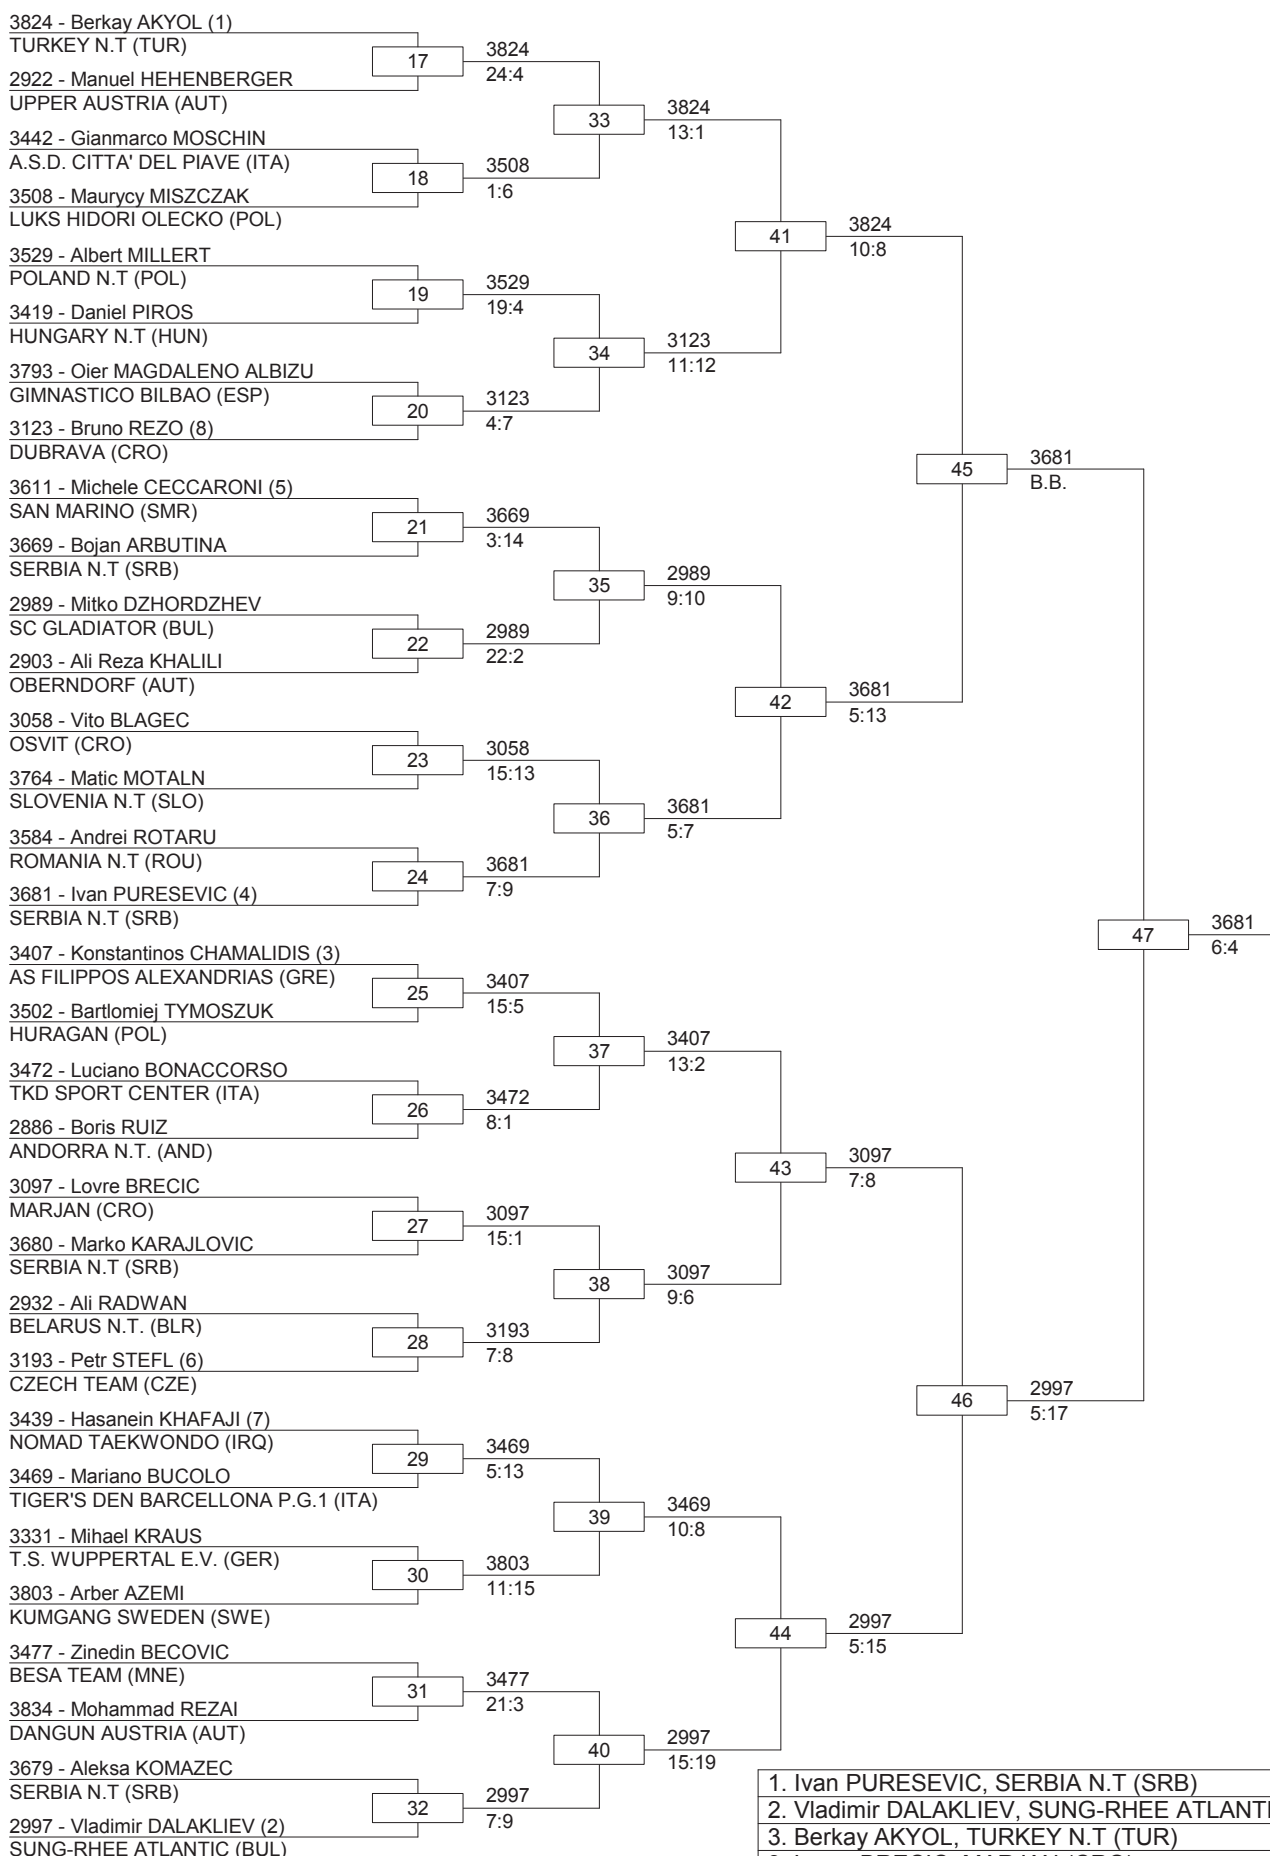 3824 - Berkay AKYOL (1)
TURKEY N.T (TUR)
17
3824
24:4
2922 - Manuel HEHENBERGER
UPPER AUSTRIA (AUT)
33
3824
13:1
3442 - Gianmarco MOSCHIN
A.S.D. CITTA' DEL PIAVE (ITA)
18
3508
1:6
3508 - Maurycy MISZCZAK
LUKS HIDORI OLECKO (POL)
41
3824
10:8
3529 - Albert MILLERT
POLAND N.T (POL)
19
3529
19:4
3419 - Daniel PIROS
HUNGARY N.T (HUN)
34
3123
11:12
3793 - Oier MAGDALENO ALBIZU
GIMNASTICO BILBAO (ESP)
20
3123
4:7
3123 - Bruno REZO (8)
DUBRAVA (CRO)
45
3681
B.B.
3611 - Michele CECCARONI (5)
SAN MARINO (SMR)
21
3669
3:14
3669 - Bojan ARBUTINA
SERBIA N.T (SRB)
35
2989
9:10
2989 - Mitko DZHORDZHEV
SC GLADIATOR (BUL)
22
2989
22:2
2903 - Ali Reza KHALILI
OBERNDORF (AUT)
42
3681
5:13
3058 - Vito BLAGEC
OSVIT (CRO)
23
3058
15:13
3764 - Matic MOTALN
SLOVENIA N.T (SLO)
36
3681
5:7
3584 - Andrei ROTARU
ROMANIA N.T (ROU)
24
3681
7:9
3681 - Ivan PURESEVIC (4)
SERBIA N.T (SRB)
47
3681
6:4
3407 - Konstantinos CHAMALIDIS (3)
AS FILIPPOS ALEXANDRIAS (GRE)
25
3407
15:5
3502 - Bartlomiej TYMOSZUK
HURAGAN (POL)
37
3407
13:2
3472 - Luciano BONACCORSO
TKD SPORT CENTER (ITA)
26
3472
8:1
2886 - Boris RUIZ
ANDORRA N.T. (AND)
43
3097
7:8
3097 - Lovre BRECIC
MARJAN (CRO)
27
3097
15:1
3680 - Marko KARAJLOVIC
SERBIA N.T (SRB)
38
3097
9:6
2932 - Ali RADWAN
BELARUS N.T. (BLR)
28
3193
7:8
3193 - Petr STEFL (6)
CZECH TEAM (CZE)
46
2997
5:17
3439 - Hasanein KHAFAJI (7)
NOMAD TAEKWONDO (IRQ)
29
3469
5:13
3469 - Mariano BUCOLO
TIGER'S DEN BARCELLONA P.G.1 (ITA)
39
3469
10:8
3331 - Mihael KRAUS
T.S. WUPPERTAL E.V. (GER)
30
3803
11:15
3803 - Arber AZEMI
KUMGANG SWEDEN (SWE)
44
2997
5:15
3477 - Zinedin BECOVIC
BESA TEAM (MNE)
31
3477
21:3
3834 - Mohammad REZAI
DANGUN AUSTRIA (AUT)
40
2997
15:19
3679 - Aleksa KOMAZEC
SERBIA N.T (SRB)
32
2997
7:9
2997 - Vladimir DALAKLIEV (2)
SUNG-RHEE ATLANTIC (BUL)
1. Ivan PURESEVIC, SERBIA N.T (SRB)
2. Vladimir DALAKLIEV, SUNG-RHEE ATLANTI
3. Berkay AKYOL, TURKEY N.T (TUR)